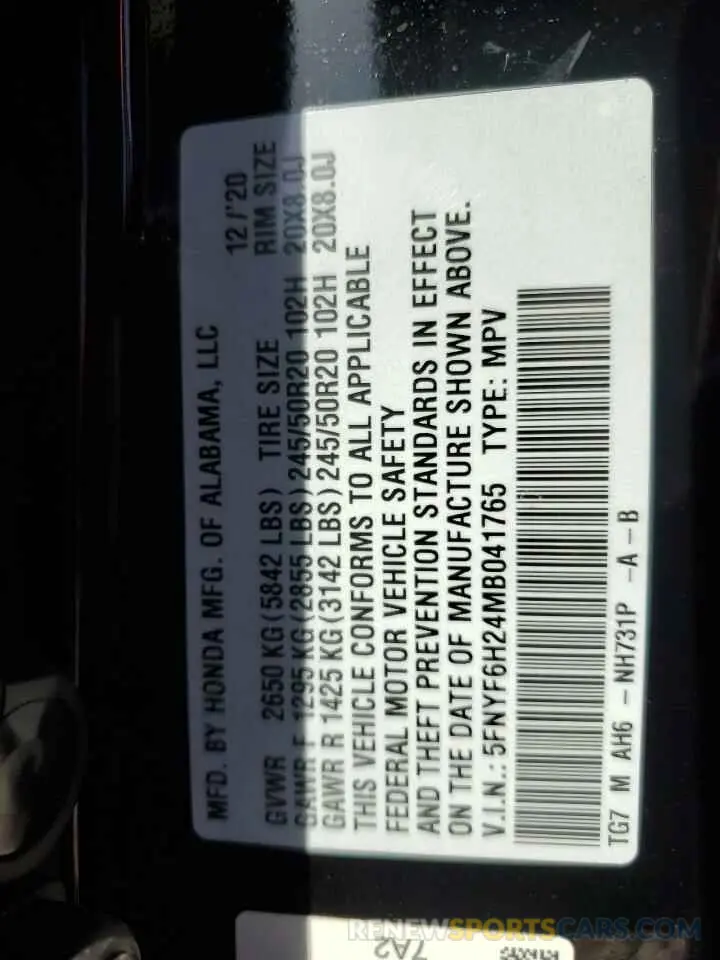 MFD. BY HONDA MFG. OF ALABAMA, LLC 12/'20
GVWR 2650 KG (5842 LBS) TIRE SIZE RIM SIZE
GAWR F 1295 KG (2855 LBS) 245/50R20 102H 20X8.0J
GAWR R 1425 KG (3142 LBS) 245/50R20 102H 20X8.0J
THIS VEHICLE CONFORMS TO ALL APPLICABLE
FEDERAL MOTOR VEHICLE SAFETY
AND THEFT PREVENTION STANDARDS IN EFFECT
ON THE DATE OF MANUFACTURE SHOWN ABOVE.
V.I.N.: 5FNYF6H24MB041765 TYPE: MPV
TG7 M AH6 -NH731P -A-B
7A2
RENEWSPORTSCARS.COM